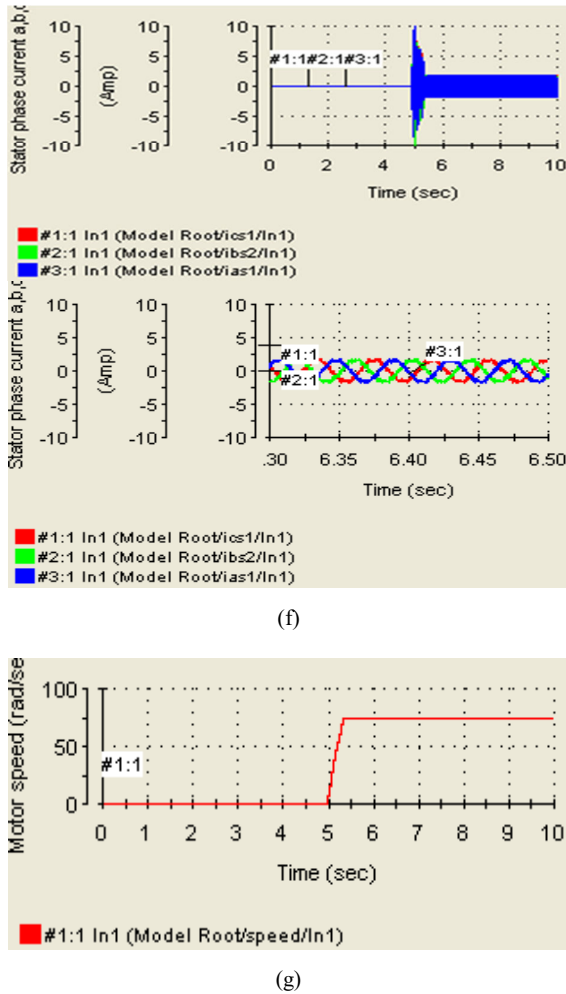 Stator phase current a,b,c
(Amp)
10 10 10
5 5 5
0 0 0
-5 -5 -5
-10 -10 -10
#1:1 #2:1 #3:1
0 2 4 6 8 10
Time (sec)
#1:1 In1 (Model Root/ics1/In1)
#2:1 In1 (Model Root/ibs2/In1)
#3:1 In1 (Model Root/ias1/In1)
Stator phase current a,b,c
(Amp)
10 10 10
5 5 5
0 0 0
-5 -5 -5
-10 -10 -10
#1:1
#3:1
#2:1
.30 6.35 6.40 6.45 6.50
Time (sec)
#1:1 In1 (Model Root/ics1/In1)
#2:1 In1 (Model Root/ibs2/In1)
#3:1 In1 (Model Root/ias1/In1)
(f)
Motor speed (rad/se
100
50
0
#1:1
0 1 2 3 4 5 6 7 8 9 10
Time (sec)
#1:1 In1 (Model Root/speed/In1)
(g)